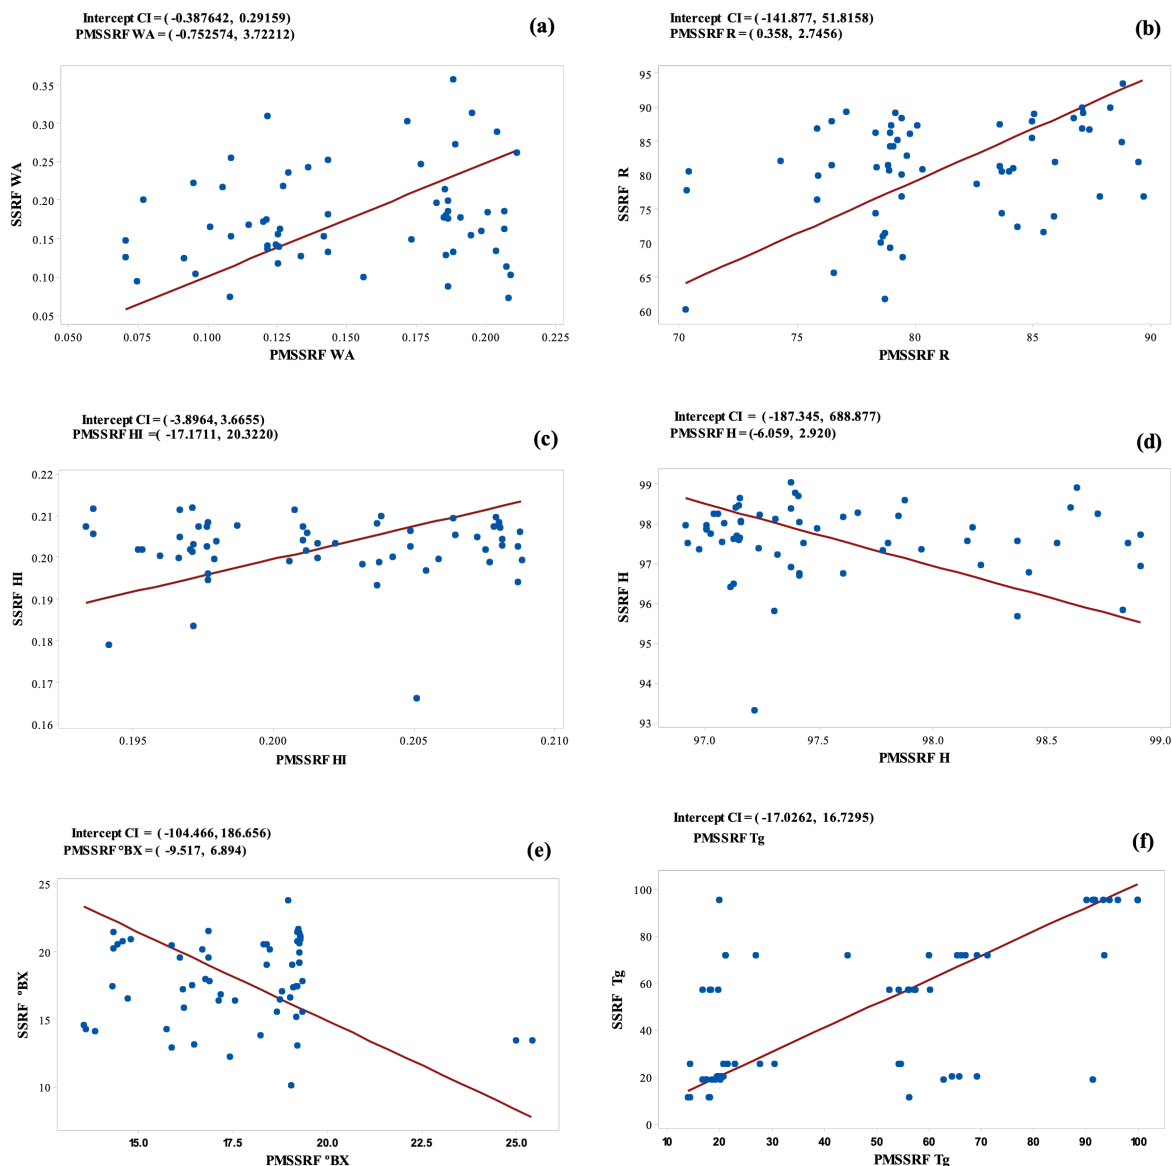 Intercept CI = ( -0.387642, 0.29159)
PMSSRF WA = ( -0.752574, 3.72212)
(a)
0.35
0.30
0.25
0.20
0.15
0.10
0.05
SSRF WA
0.050 0.075 0.100 0.125 0.150 0.175 0.200 0.225
PMSSRF WA
Intercept CI = ( -141.877, 51.8158)
PMSSRF R = ( 0.358, 2.7456)
(b)
95
90
85
80
75
70
65
60
SSRF R
70 75 80 85 90
PMSSRF R
Intercept CI = ( -3.8964, 3.6655)
PMSSRF HI =( -17.1711, 20.3220)
(c)
0.22
0.21
0.20
0.19
0.18
0.17
0.16
SSRF HI
0.195 0.200 0.205 0.210
PMSSRF HI
Intercept CI = ( -187.345, 688.877)
PMSSRF H = (-6.059, 2.920)
(d)
99
98
97
96
95
94
93
SSRF H
97.0 97.5 98.0 98.5 99.0
PMSSRF H
Intercept CI = ( -104.466, 186.656)
PMSSRF °BX = ( -9.517, 6.894)
(e)
25
20
15
10
SSRF °BX
15.0 17.5 20.0 22.5 25.0
PMSSRF °BX
Intercept CI = ( -17.0262, 16.7295)
PMSSRF Tg
(f)
100
80
60
40
20
0
SSRF Tg
10 20 30 40 50 60 70 80 90 100
PMSSRF Tg